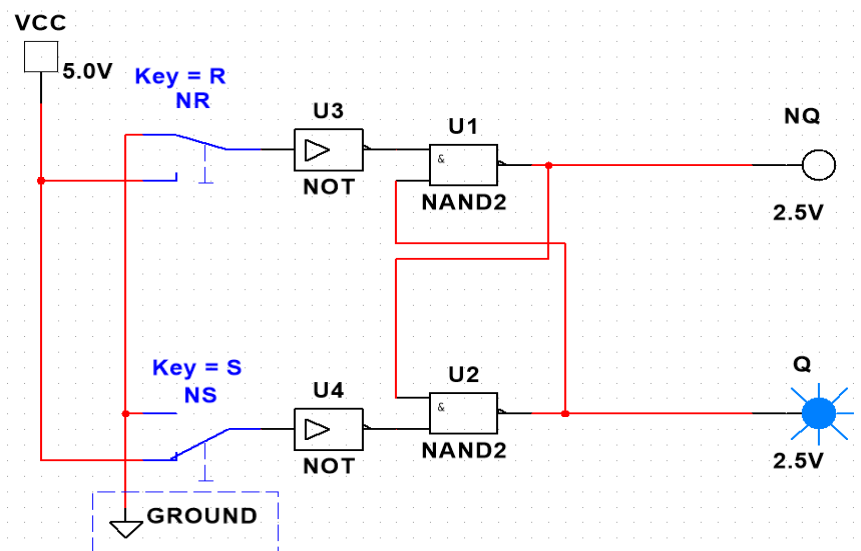 VCC
5.0V
Key = R
NR
U3
NOT
U1
&
NAND2
NQ
2.5V
Key = S
NS
U4
NOT
U2
&
NAND2
Q
2.5V
GROUND